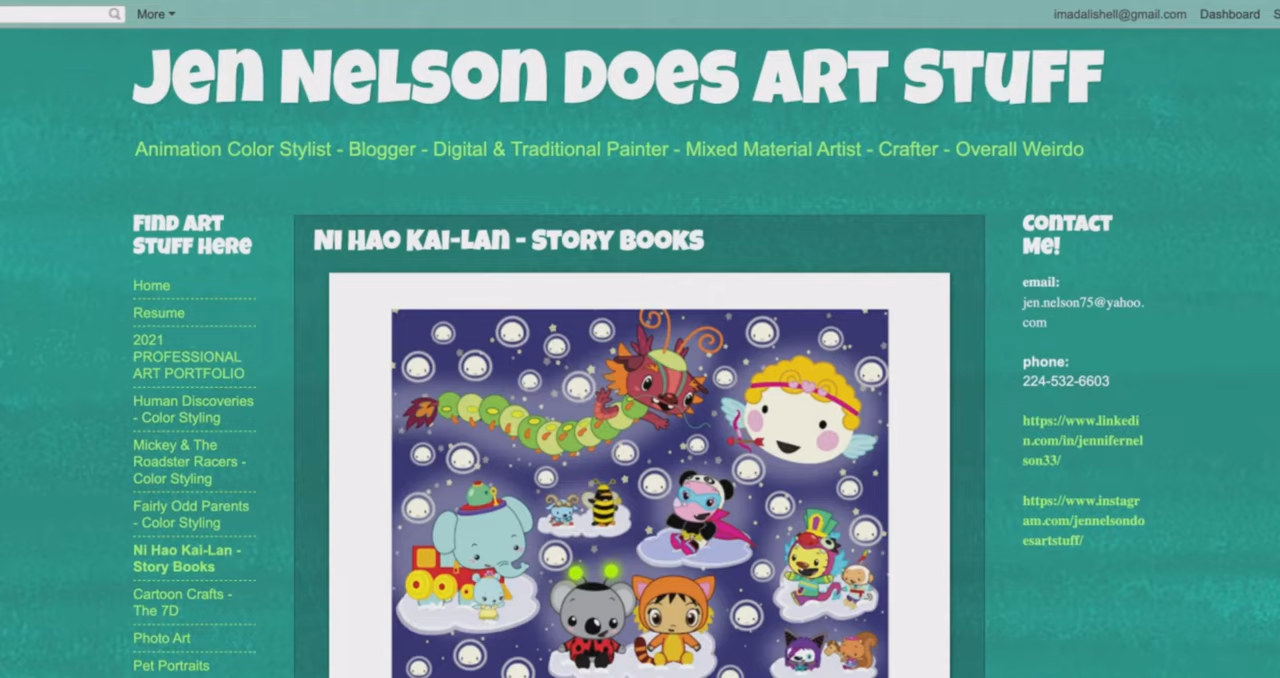 More
imadalishell@gmail.com Dashboard
Jen Nelson Does Art Stuff
Animation Color Stylist - Blogger - Digital & Traditional Painter - Mixed Material Artist - Crafter - Overall Weirdo
Find Art
Stuff Here
Home
Resume
2021
PROFESSIONAL
ART PORTFOLIO
Human Discoveries
- Color Styling
Mickey & The
Roadster Racers -
Color Styling
Fairly Odd Parents
- Color Styling
Ni Hao Kai-Lan -
Story Books
Cartoon Crafts -
The 7D
Photo Art
Pet Portraits
Ni Hao Kai-Lan - Story Books
Contact
Me!
email:
jen.nelson75@yahoo.
com
phone:
224-532-6603
https://www.linkedi
n.com/in/jennifernel
son33/
https://www.instagr
am.com/jennelsondo
esartstuff/